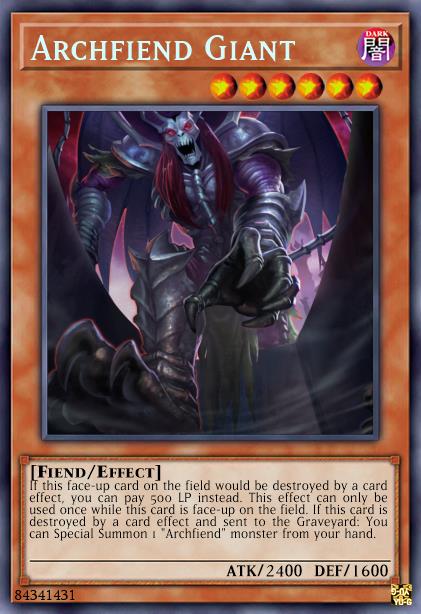 Archfiend Giant
DARK
闇
[Fiend/Effect]
If this face-up card on the field would be destroyed by a card
effect, you can pay 500 LP instead. This effect can only be
used once while this card is face-up on the field. If this card is
destroyed by a card effect and sent to the Graveyard: You
can Special Summon 1 "Archfiend" monster from your hand.
ATK/2400 DEF/1600
84341431